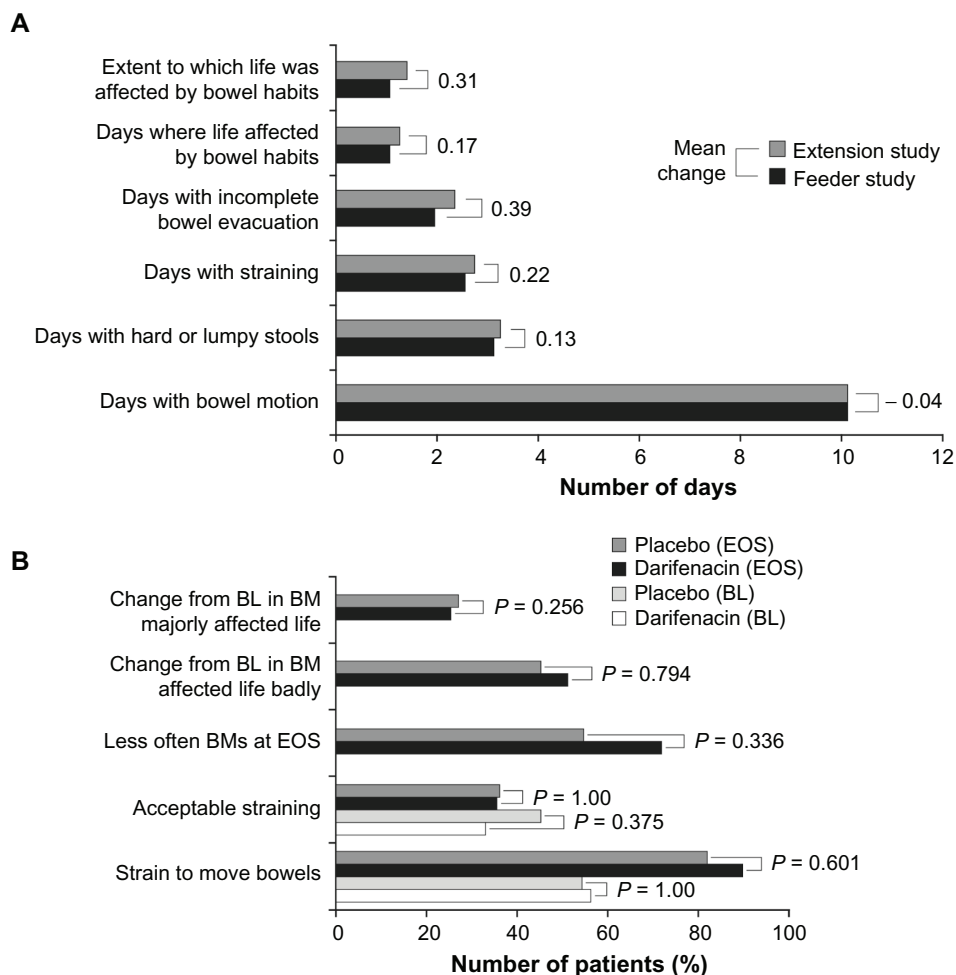 A
Extent to which life was
affected by bowel habits
0.31
Days where life affected
by bowel habits
0.17
Mean
change
Extension study
Feeder study
Days with incomplete
bowel evacuation
0.39
Days with straining
0.22
Days with hard or lumpy stools
0.13
Days with bowel motion
– 0.04
0 2 4 6 8 10 12
Number of days
B
Placebo (EOS)
Darifenacin (EOS)
Placebo (BL)
Darifenacin (BL)
Change from BL in BM
majorly affected life
P = 0.256
Change from BL in BM
affected life badly
P = 0.794
Less often BMs at EOS
P = 0.336
Acceptable straining
P = 1.00
P = 0.375
Strain to move bowels
P = 0.601
P = 1.00
0 20 40 60 80 100
Number of patients (%)